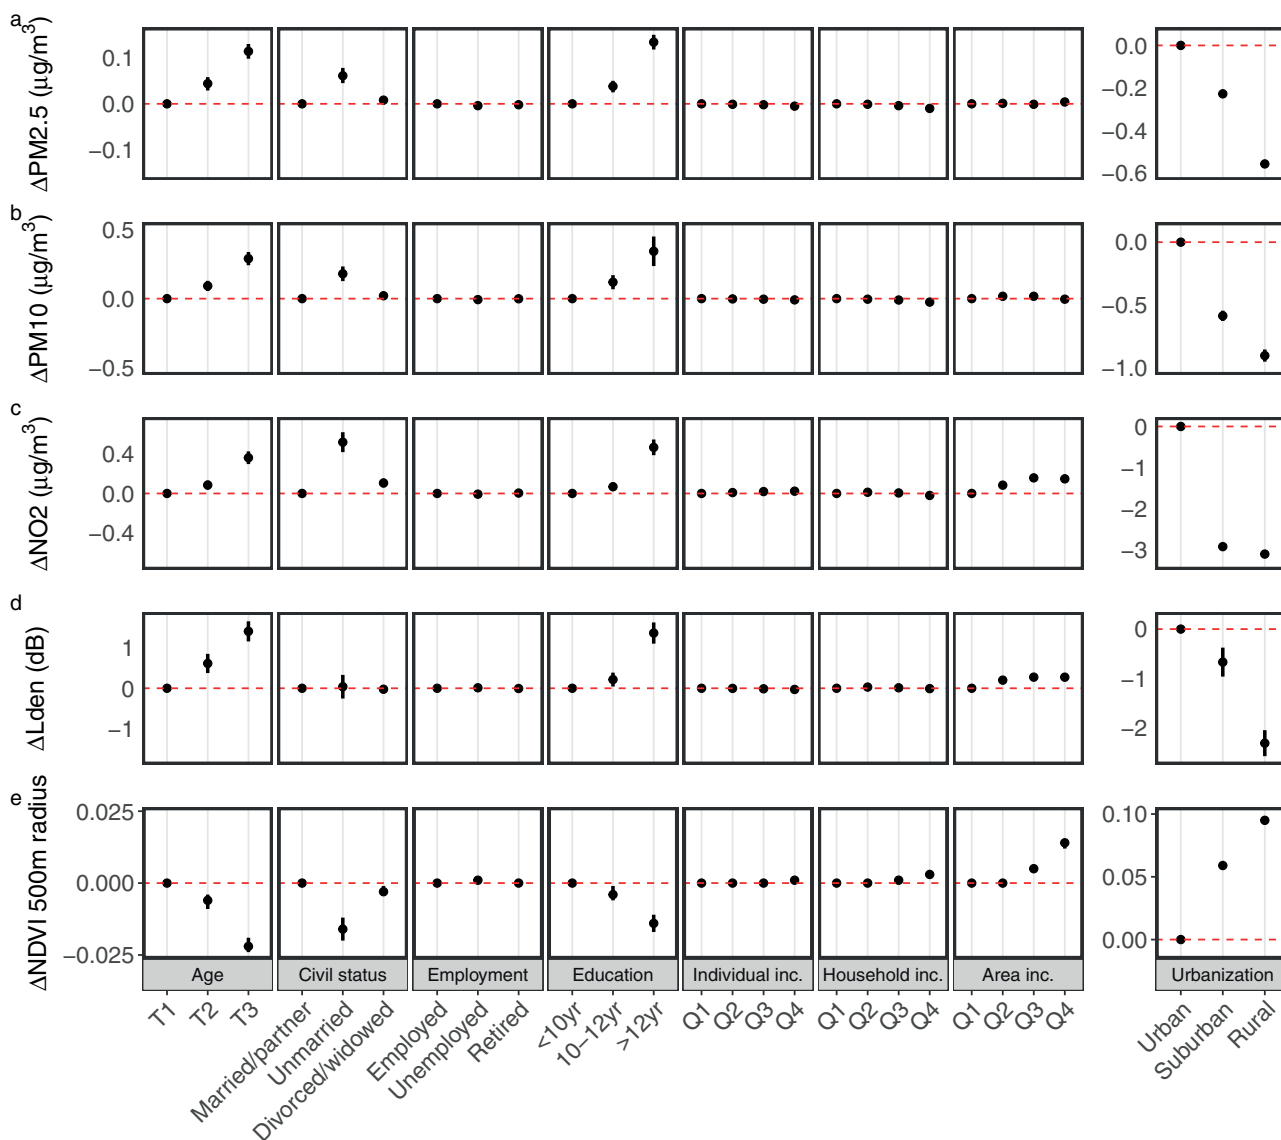 a
ΔPM2.5 (μg/m³)
0.1
0.0
−0.1
0.0
−0.2
−0.4
−0.6
b
ΔPM10 (μg/m³)
0.5
0.0
−0.5
0.0
−0.5
−1.0
c
ΔNO2 (μg/m³)
0.4
0.0
−0.4
0
−1
−2
−3
d
ΔLden (dB)
1
0
−1
0
−1
−2
e
ΔNDVI 500m radius
0.025
0.000
−0.025
0.10
0.05
0.00
Age Civil status Employment Education Individual inc. Household inc. Area inc. Urbanization
T1 T2 T3 Married/partner Unmarried Divorced/widowed Employed Unemployed Retired <10yr 10−12yr >12yr Q1 Q2 Q3 Q4 Q1 Q2 Q3 Q4 Q1 Q2 Q3 Q4 Urban Suburban Rural